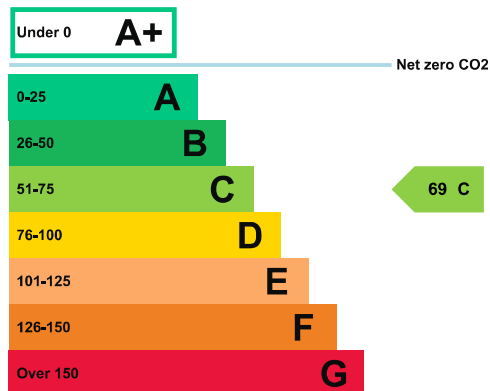 Under 0 A+
Net zero CO2
0-25 A
26-50 B
51-75 C
69 C
76-100 D
101-125 E
126-150 F
Over 150 G